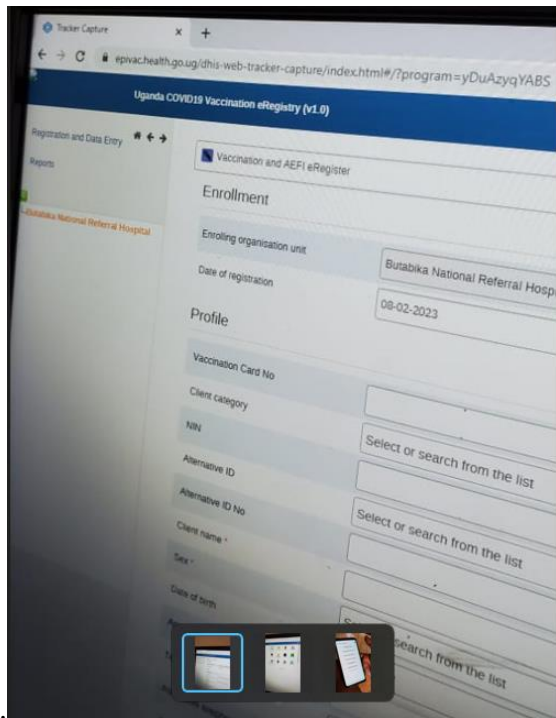 Tracker Capture
epivac.health.go.ug/dhis-web-tracker-capture/index.html#/?program=yDuAzyqYABS
Uganda COVID19 Vaccination eRegistry (v1.0)
Registration and Data Entry
Reports
Butabika National Referral Hospital
Vaccination and AEFI eRegister
Enrollment
Enrolling organisation unit
Butabika National Referral Hosp
Date of registration
08-02-2023
Profile
Vaccination Card No
Client category
Select or search from the list
NIN
Alternative ID
Select or search from the list
Alternative ID No
Client name *
Sex *
search from the list
Date of birth